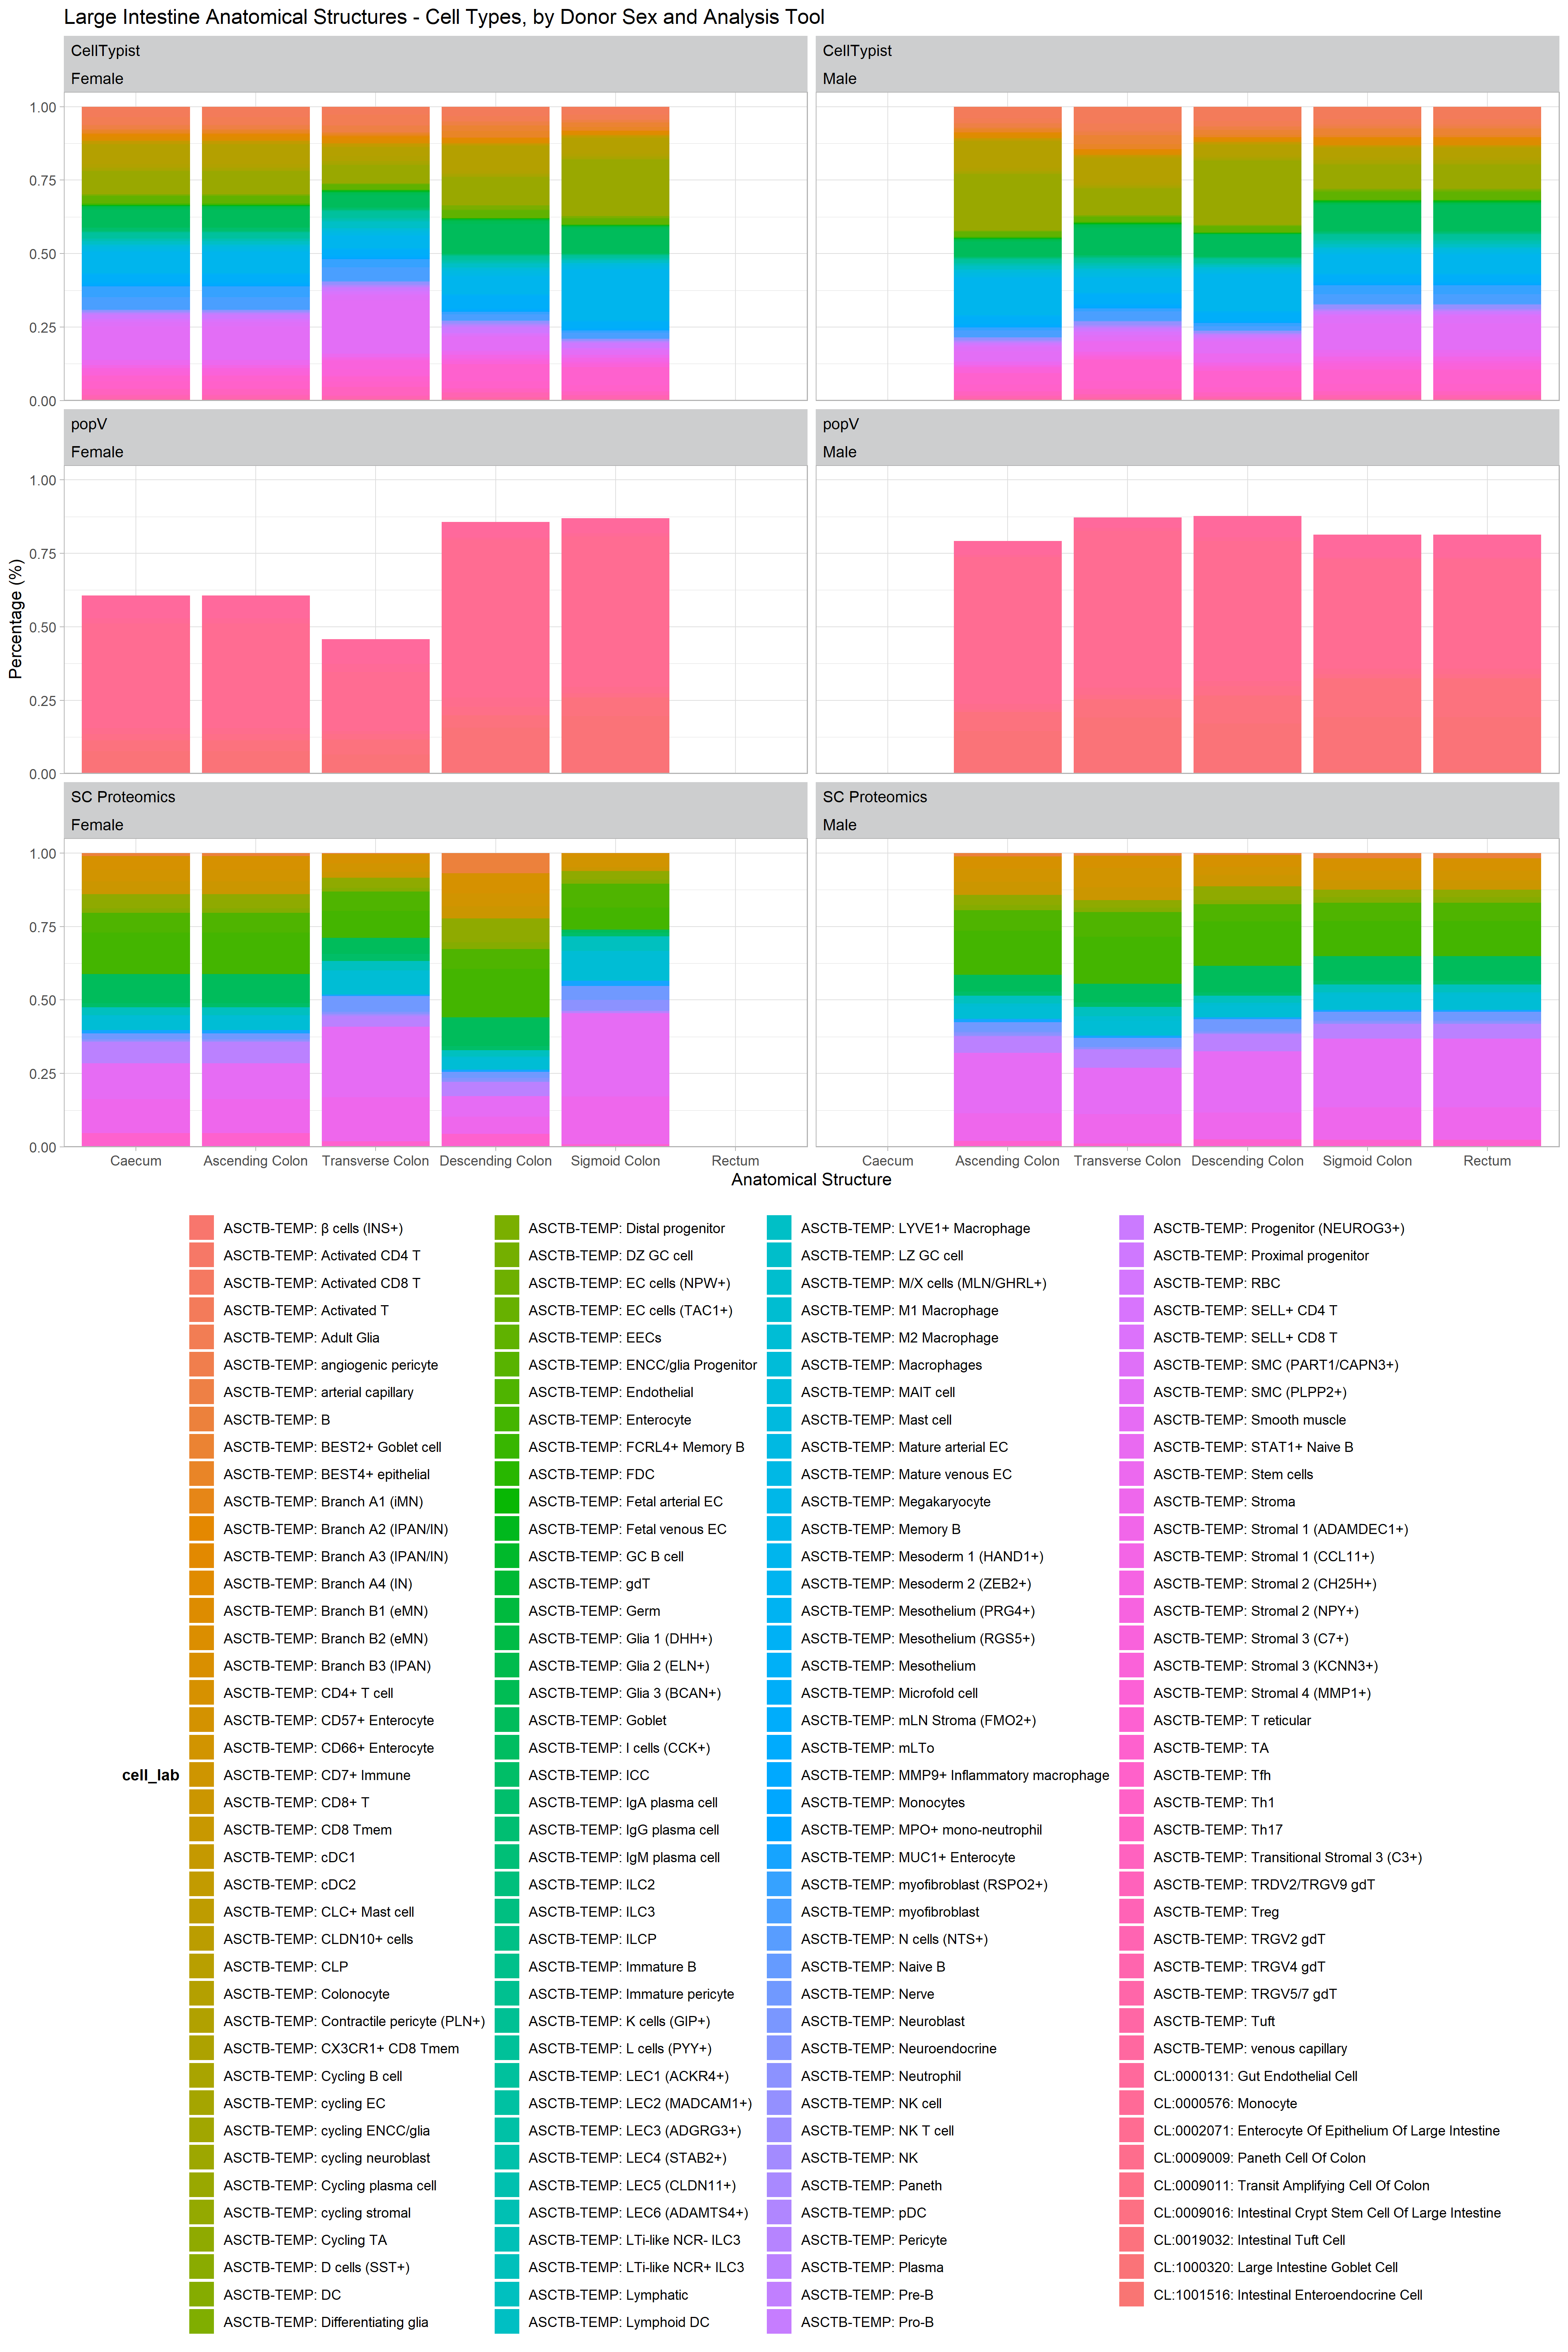 Large Intestine Anatomical Structures - Cell Types, by Donor Sex and Analysis Tool
CellTypist
Female
CellTypist
Male
1.00
0.75
0.50
0.25
0.00
popV
Female
popV
Male
1.00
0.75
0.50
0.25
0.00
Percentage (%)
SC Proteomics
Female
SC Proteomics
Male
1.00
0.75
0.50
0.25
0.00
Caecum Ascending Colon Transverse Colon Descending Colon Sigmoid Colon Rectum
Caecum Ascending Colon Transverse Colon Descending Colon Sigmoid Colon Rectum
Anatomical Structure
cell_lab
ASCTB-TEMP: β cells (INS+)
ASCTB-TEMP: Activated CD4 T
ASCTB-TEMP: Activated CD8 T
ASCTB-TEMP: Activated T
ASCTB-TEMP: Adult Glia
ASCTB-TEMP: angiogenic pericyte
ASCTB-TEMP: arterial capillary
ASCTB-TEMP: B
ASCTB-TEMP: BEST2+ Goblet cell
ASCTB-TEMP: BEST4+ epithelial
ASCTB-TEMP: Branch A1 (iMN)
ASCTB-TEMP: Branch A2 (IPAN/IN)
ASCTB-TEMP: Branch A3 (IPAN/IN)
ASCTB-TEMP: Branch A4 (IN)
ASCTB-TEMP: Branch B1 (eMN)
ASCTB-TEMP: Branch B2 (eMN)
ASCTB-TEMP: Branch B3 (IPAN)
ASCTB-TEMP: CD4+ T cell
ASCTB-TEMP: CD57+ Enterocyte
ASCTB-TEMP: CD66+ Enterocyte
ASCTB-TEMP: CD7+ Immune
ASCTB-TEMP: CD8+ T
ASCTB-TEMP: CD8 Tmem
ASCTB-TEMP: cDC1
ASCTB-TEMP: cDC2
ASCTB-TEMP: CLC+ Mast cell
ASCTB-TEMP: CLDN10+ cells
ASCTB-TEMP: CLP
ASCTB-TEMP: Colonocyte
ASCTB-TEMP: Contractile pericyte (PLN+)
ASCTB-TEMP: CX3CR1+ CD8 Tmem
ASCTB-TEMP: Cycling B cell
ASCTB-TEMP: cycling EC
ASCTB-TEMP: cycling ENCC/glia
ASCTB-TEMP: cycling neuroblast
ASCTB-TEMP: Cycling plasma cell
ASCTB-TEMP: cycling stromal
ASCTB-TEMP: Cycling TA
ASCTB-TEMP: D cells (SST+)
ASCTB-TEMP: DC
ASCTB-TEMP: Differentiating glia
ASCTB-TEMP: Distal progenitor
ASCTB-TEMP: DZ GC cell
ASCTB-TEMP: EC cells (NPW+)
ASCTB-TEMP: EC cells (TAC1+)
ASCTB-TEMP: EECs
ASCTB-TEMP: ENCC/glia Progenitor
ASCTB-TEMP: Endothelial
ASCTB-TEMP: Enterocyte
ASCTB-TEMP: FCRL4+ Memory B
ASCTB-TEMP: FDC
ASCTB-TEMP: Fetal arterial EC
ASCTB-TEMP: Fetal venous EC
ASCTB-TEMP: GC B cell
ASCTB-TEMP: gdT
ASCTB-TEMP: Germ
ASCTB-TEMP: Glia 1 (DHH+)
ASCTB-TEMP: Glia 2 (ELN+)
ASCTB-TEMP: Glia 3 (BCAN+)
ASCTB-TEMP: Goblet
ASCTB-TEMP: I cells (CCK+)
ASCTB-TEMP: ICC
ASCTB-TEMP: IgA plasma cell
ASCTB-TEMP: IgG plasma cell
ASCTB-TEMP: IgM plasma cell
ASCTB-TEMP: ILC2
ASCTB-TEMP: ILC3
ASCTB-TEMP: ILCP
ASCTB-TEMP: Immature B
ASCTB-TEMP: Immature pericyte
ASCTB-TEMP: K cells (GIP+)
ASCTB-TEMP: L cells (PYY+)
ASCTB-TEMP: LEC1 (ACKR4+)
ASCTB-TEMP: LEC2 (MADCAM1+)
ASCTB-TEMP: LEC3 (ADGRG3+)
ASCTB-TEMP: LEC4 (STAB2+)
ASCTB-TEMP: LEC5 (CLDN11+)
ASCTB-TEMP: LEC6 (ADAMTS4+)
ASCTB-TEMP: LTi-like NCR- ILC3
ASCTB-TEMP: LTi-like NCR+ ILC3
ASCTB-TEMP: Lymphatic
ASCTB-TEMP: Lymphoid DC
ASCTB-TEMP: LYVE1+ Macrophage
ASCTB-TEMP: LZ GC cell
ASCTB-TEMP: M/X cells (MLN/GHRL+)
ASCTB-TEMP: M1 Macrophage
ASCTB-TEMP: M2 Macrophage
ASCTB-TEMP: Macrophages
ASCTB-TEMP: MAIT cell
ASCTB-TEMP: Mast cell
ASCTB-TEMP: Mature arterial EC
ASCTB-TEMP: Mature venous EC
ASCTB-TEMP: Megakaryocyte
ASCTB-TEMP: Memory B
ASCTB-TEMP: Mesoderm 1 (HAND1+)
ASCTB-TEMP: Mesoderm 2 (ZEB2+)
ASCTB-TEMP: Mesothelium (PRG4+)
ASCTB-TEMP: Mesothelium (RGS5+)
ASCTB-TEMP: Mesothelium
ASCTB-TEMP: Microfold cell
ASCTB-TEMP: mLN Stroma (FMO2+)
ASCTB-TEMP: mLTo
ASCTB-TEMP: MMP9+ Inflammatory macrophage
ASCTB-TEMP: Monocytes
ASCTB-TEMP: MPO+ mono-neutrophil
ASCTB-TEMP: MUC1+ Enterocyte
ASCTB-TEMP: myofibroblast (RSPO2+)
ASCTB-TEMP: myofibroblast
ASCTB-TEMP: N cells (NTS+)
ASCTB-TEMP: Naive B
ASCTB-TEMP: Nerve
ASCTB-TEMP: Neuroblast
ASCTB-TEMP: Neuroendocrine
ASCTB-TEMP: Neutrophil
ASCTB-TEMP: NK cell
ASCTB-TEMP: NK T cell
ASCTB-TEMP: NK
ASCTB-TEMP: Paneth
ASCTB-TEMP: pDC
ASCTB-TEMP: Pericyte
ASCTB-TEMP: Plasma
ASCTB-TEMP: Pre-B
ASCTB-TEMP: Pro-B
ASCTB-TEMP: Progenitor (NEUROG3+)
ASCTB-TEMP: Proximal progenitor
ASCTB-TEMP: RBC
ASCTB-TEMP: SELL+ CD4 T
ASCTB-TEMP: SELL+ CD8 T
ASCTB-TEMP: SMC (PART1/CAPN3+)
ASCTB-TEMP: SMC (PLPP2+)
ASCTB-TEMP: Smooth muscle
ASCTB-TEMP: STAT1+ Naive B
ASCTB-TEMP: Stem cells
ASCTB-TEMP: Stroma
ASCTB-TEMP: Stromal 1 (ADAMDEC1+)
ASCTB-TEMP: Stromal 1 (CCL11+)
ASCTB-TEMP: Stromal 2 (CH25H+)
ASCTB-TEMP: Stromal 2 (NPY+)
ASCTB-TEMP: Stromal 3 (C7+)
ASCTB-TEMP: Stromal 3 (KCNN3+)
ASCTB-TEMP: Stromal 4 (MMP1+)
ASCTB-TEMP: T reticular
ASCTB-TEMP: TA
ASCTB-TEMP: Tfh
ASCTB-TEMP: Th1
ASCTB-TEMP: Th17
ASCTB-TEMP: Transitional Stromal 3 (C3+)
ASCTB-TEMP: TRDV2/TRGV9 gdT
ASCTB-TEMP: Treg
ASCTB-TEMP: TRGV2 gdT
ASCTB-TEMP: TRGV4 gdT
ASCTB-TEMP: TRGV5/7 gdT
ASCTB-TEMP: Tuft
ASCTB-TEMP: venous capillary
CL:0000131: Gut Endothelial Cell
CL:0000576: Monocyte
CL:0002071: Enterocyte Of Epithelium Of Large Intestine
CL:0009009: Paneth Cell Of Colon
CL:0009011: Transit Amplifying Cell Of Colon
CL:0009016: Intestinal Crypt Stem Cell Of Large Intestine
CL:0019032: Intestinal Tuft Cell
CL:1000320: Large Intestine Goblet Cell
CL:1001516: Intestinal Enteroendocrine Cell